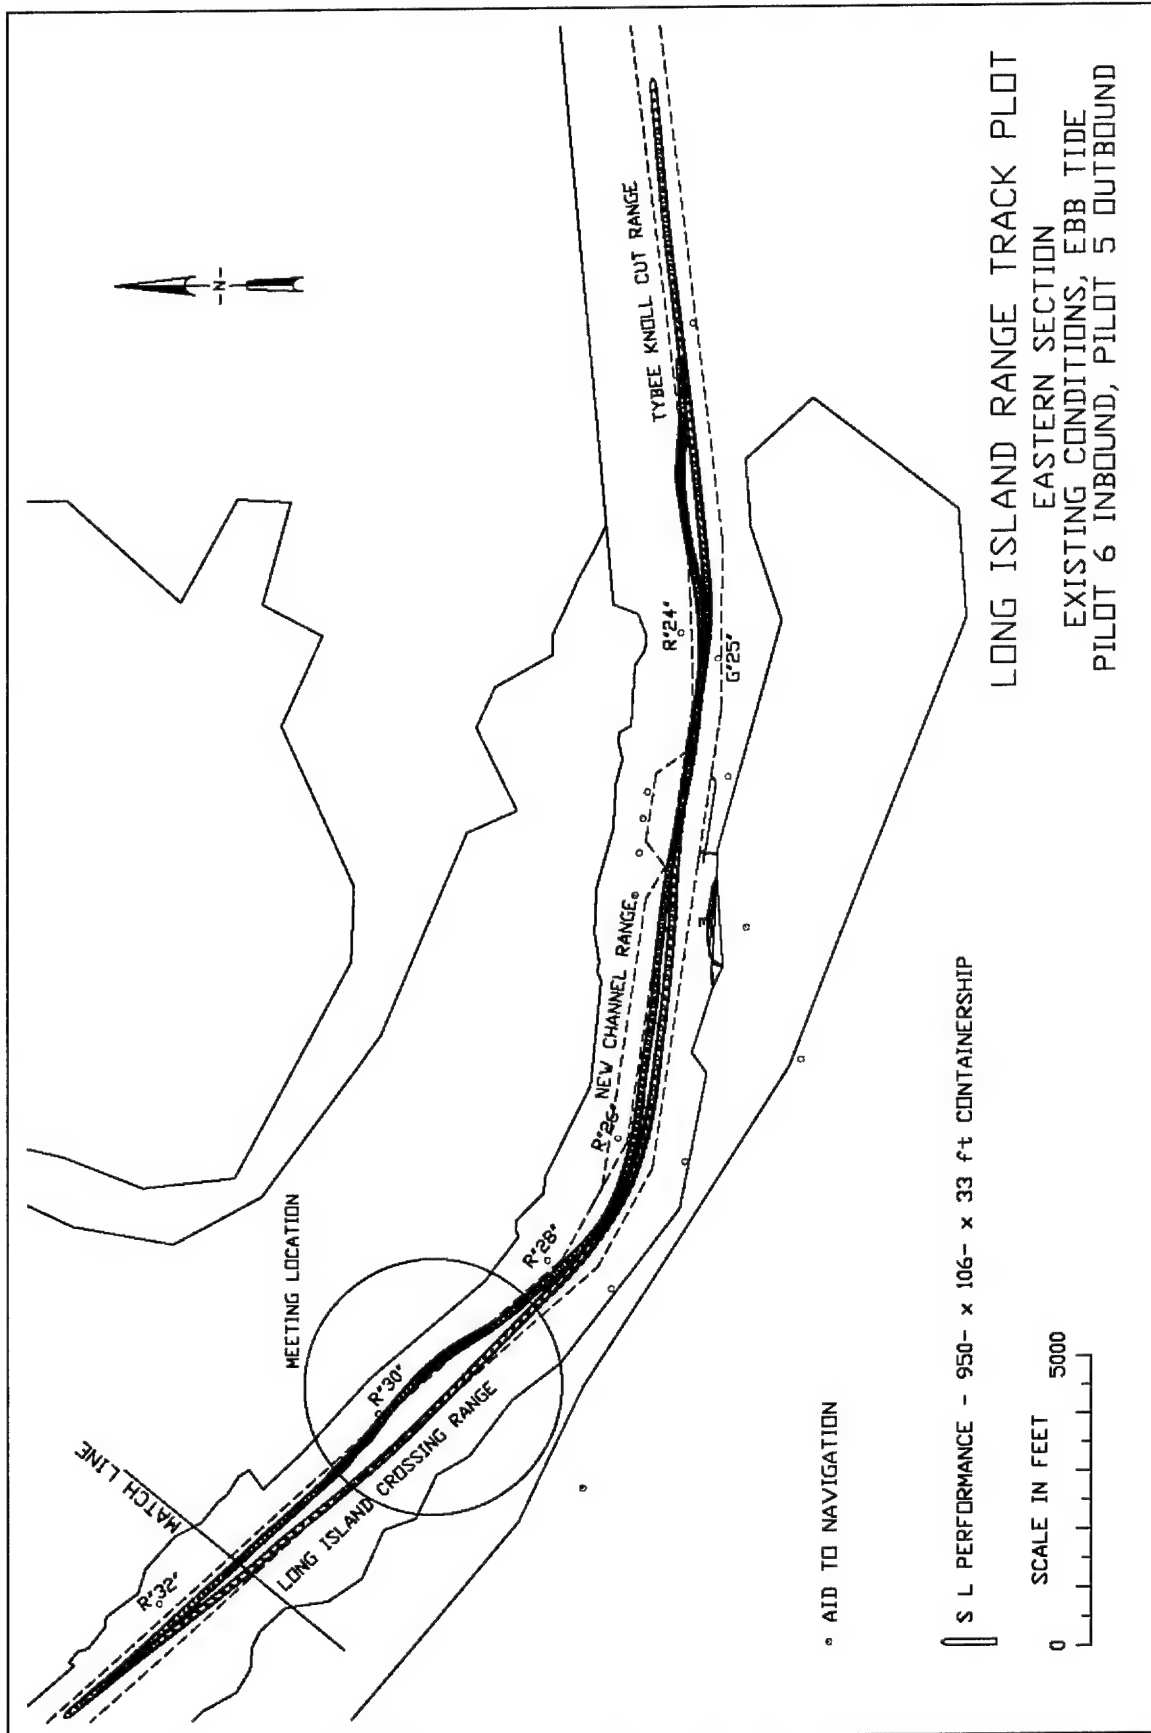 MATCH LINE
R"32"
MEETING LOCATION
R"30"
LONG ISLAND CROSSING RANGE
R"28"
R"26"
NEW CHANNEL RANGE
R"24"
G"25"
TYBEE KNOLL CUT RANGE
-N-
AID TO NAVIGATION
S L PERFORMANCE - 950- x 106- x 33 ft CONTAINERSHIP
SCALE IN FEET
0 5000
LONG ISLAND RANGE TRACK PLOT
EASTERN SECTION
EXISTING CONDITIONS, EBB TIDE
PILOT 6 INBOUND, PILOT 5 OUTBOUND